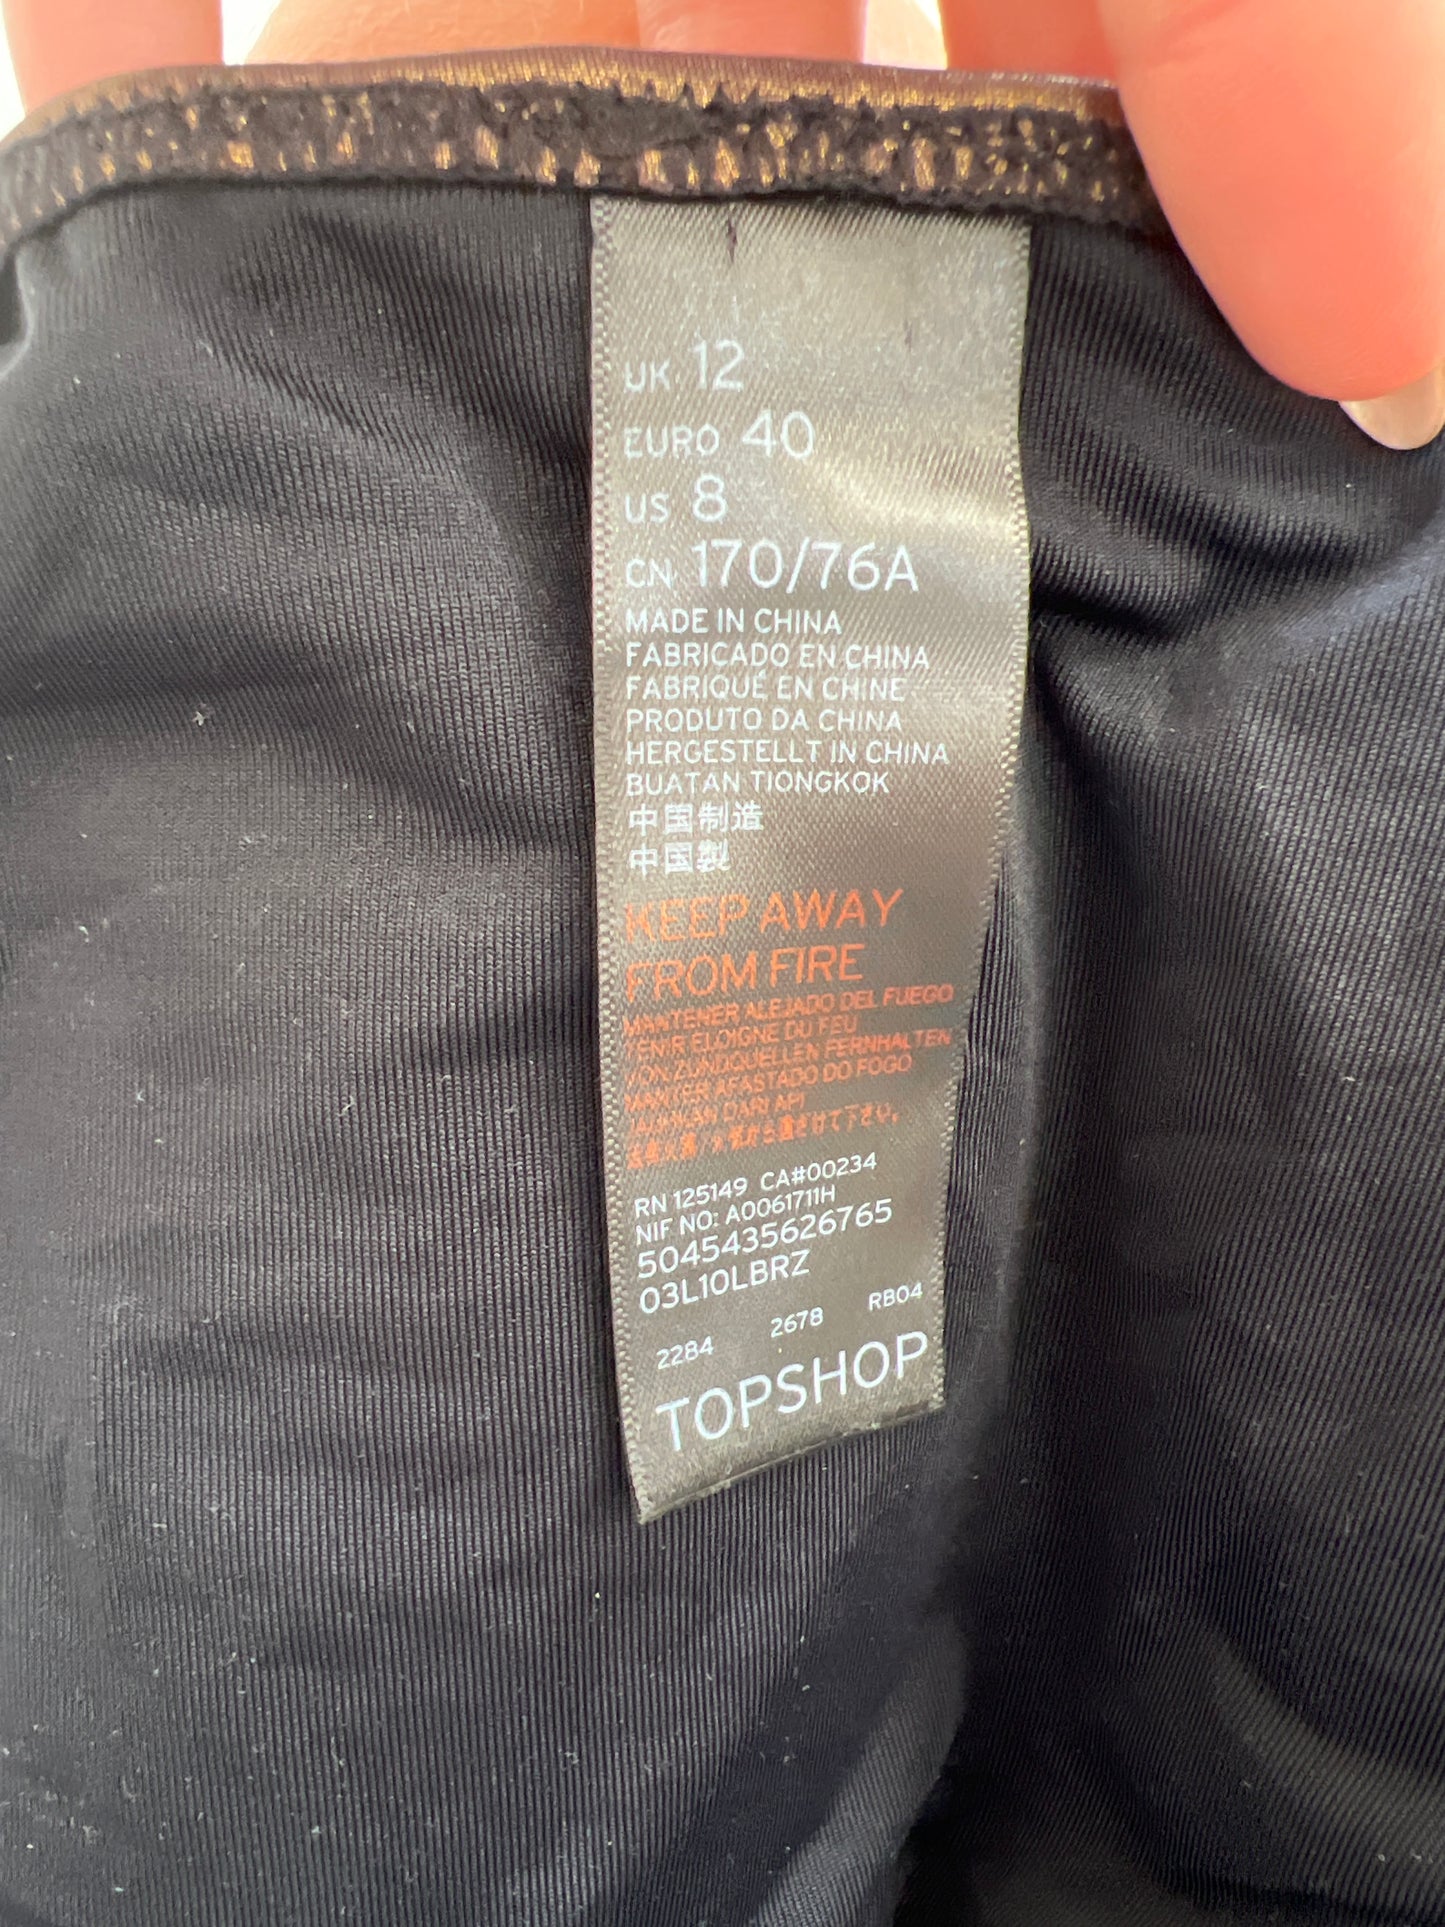 UK 12
EURO 40
US 8
CN 170/76A
MADE IN CHINA
FABRICADO EN CHINA
FABRIQUÉ EN CHINE
PRODUTO DA CHINA
HERGESTELLT IN CHINA
BUATAN TIONGKOK
中国制造
中国製
KEEP AWAY
FROM FIRE
MANTENER ALEJADO DEL FUEGO
TENIR ELOIGNE DU FEU
VON ZUNDQUELLEN FERNHALTEN
MANTER AFASTADO DO FOGO
JAUHKAN DARI API
RN 125149 CA#00234
NIF NO: A0061711H
5045435626765
03L10LBRZ
2284 2678 RB04
TOPSHOP